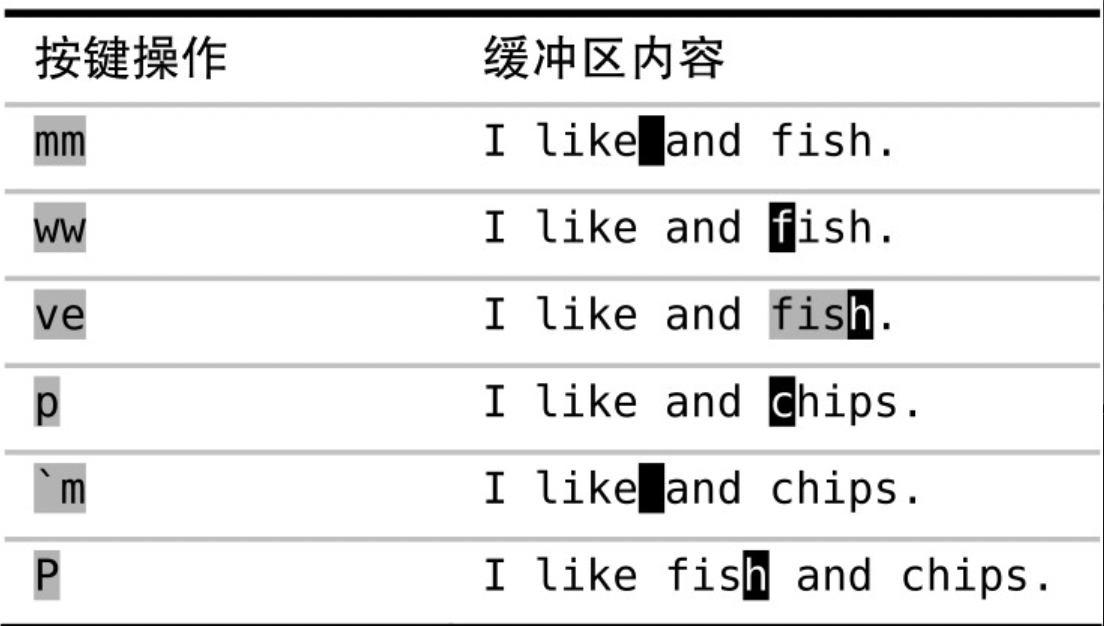 按键操作 缓冲区内容
mm I like and fish.
ww I like and fish.
ve I like and fish.
p I like and chips.
`m I like and chips.
P I like fish and chips.